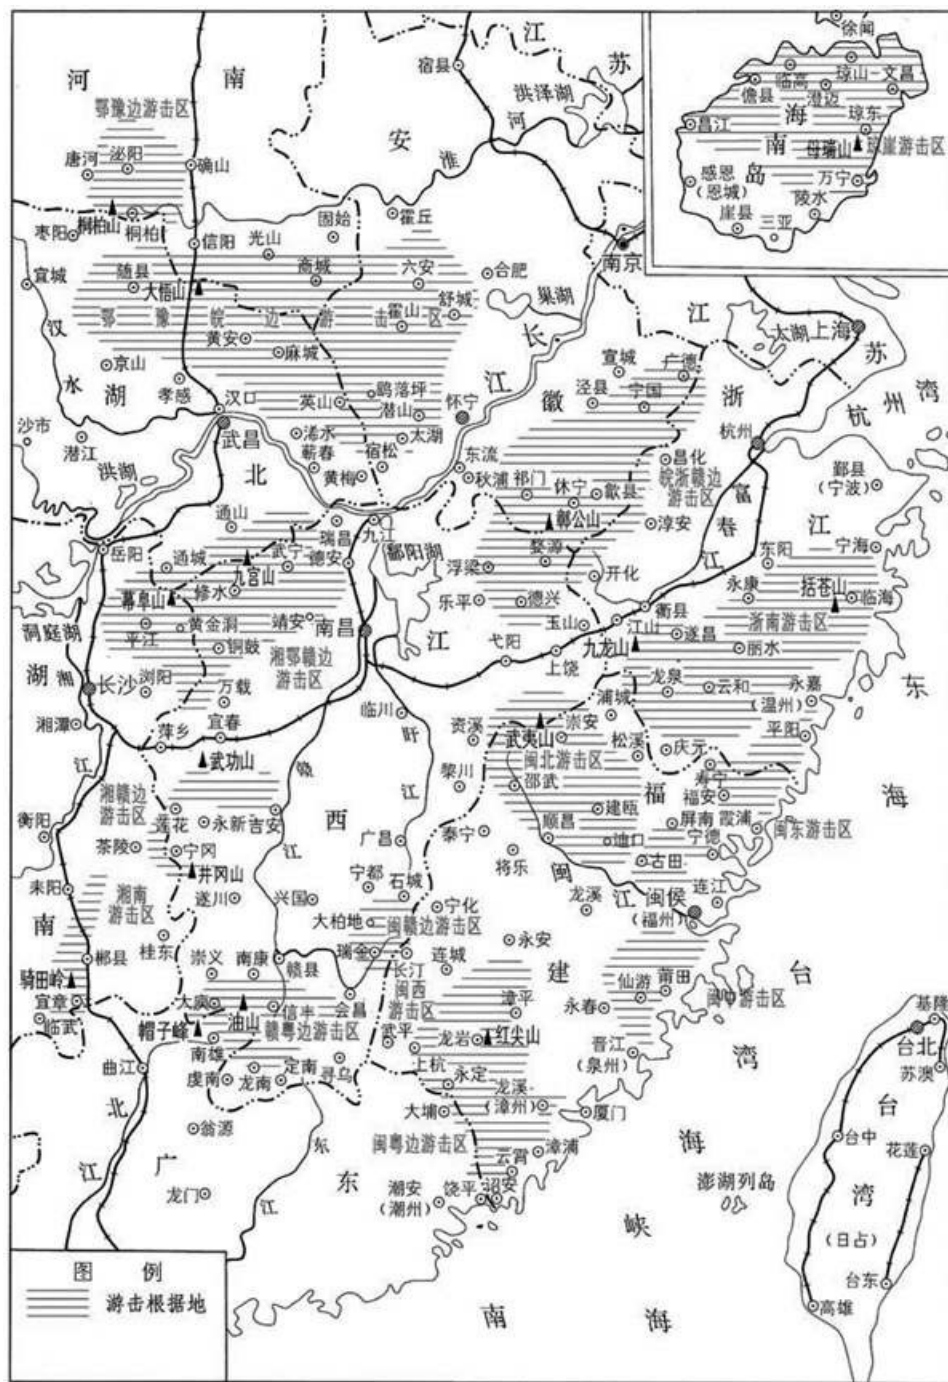 河 南
江 苏
安
淮
河
洪泽湖
宿县
鄂豫边游击区
唐河
泌阳
确山
桐柏山
桐柏
枣阳
信阳
光山
固始
霍丘
南京
宜城
随县
大悟山
商城
六安
合肥
舒城
巢湖
鄂豫皖边游击区
霍山
汉
水
黄安
麻城
京山
湖
孝感
汉口
武昌
英山
鹞落坪
潜山
怀宁
长
江
徽
沙市
潜江
洪湖
北
浠水
蕲春
太湖
宿松
黄梅
东流
秋浦
祁门
休宁
歙县
宣城
广德
泾县
宁国
江
苏
浙
太湖
上海
杭州湾
杭州
昌化
皖浙赣边
游击区
富
春
江
鄞县
(宁波)
江
鄣公山
淳安
婺源
浮梁
开化
乐平
德兴
玉山
弋阳
上饶
衢县
江山
九龙山
遂昌
东阳
宁海
永康
括苍山
临海
浙南游击区
丽水
龙泉
云和
永嘉
(温州)
平阳
东
海
岳阳
通山
瑞昌
九江
鄱阳湖
通城
武宁
德安
九宫山
幕阜山
修水
平江
黄金洞
靖安
南昌
江
洞庭湖
铜鼓
湘鄂赣边
游击区
湖
湘
长沙
浏阳
万载
湘潭
江
萍乡
宜春
临川
盱
江
武功山
赣
江
西
资溪
武夷山
崇安
浦城
闽北游击区
松溪
庆元
寿宁
福安
黎川
邵武
福
建瓯
屏南
霞浦
闽东游击区
顺昌
迪口
宁德
古田
泰宁
将乐
闽
江
龙溪
闽侯
(福州)
连江
湘赣边
游击区
衡阳
茶陵
莲花
永新
吉安
宁冈
井冈山
广昌
宁都
石城
耒阳
湘南
游击区
遂川
兴国
大柏地
闽赣边
游击区
宁化
南
桂东
郴县
崇义
南康
赣县
瑞金
长汀
连城
永安
建
骑田岭
宜章
临武
大庾
油山
信丰
会昌
闽西
游击区
漳平
永春
仙游
莆田
闽中游击区
帽子峰
赣粤边游击区
武平
龙岩
红尖山
晋江
(泉州)
南雄
曲江
虔南
龙南
定南
寻乌
上杭
永定
龙溪
(漳州)
厦门
大埔
北
江
翁源
广
东
东
江
闽粤边游击区
云霄
漳浦
龙门
潮安
(潮州)
饶平
诏安
台
湾
海
峡
澎湖列岛
基隆
台北
苏澳
台
台中
花莲
湾
(日占)
台东
高雄
南
海
徐闻
临高
琼山
文昌
儋县
澄迈
海
南
岛
昌江
琼东
母瑞山
琼崖游击区
感恩
(恩城)
万宁
陵水
崖县
三亚
图 例
游击根据地